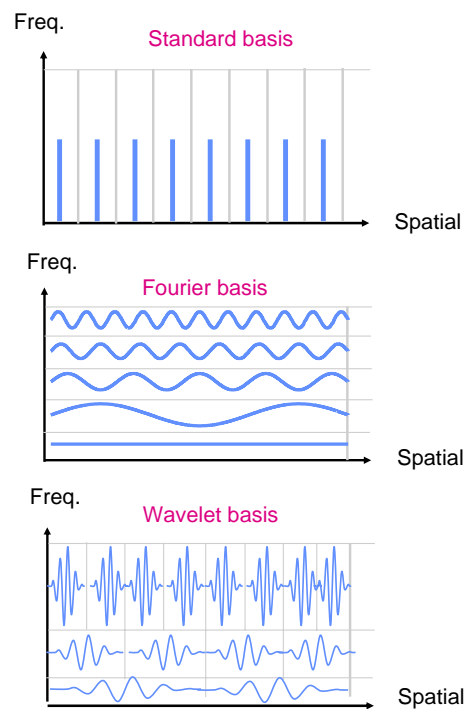 Freq.
Standard basis
Spatial
Freq.
Fourier basis
Spatial
Freq.
Wavelet basis
Spatial